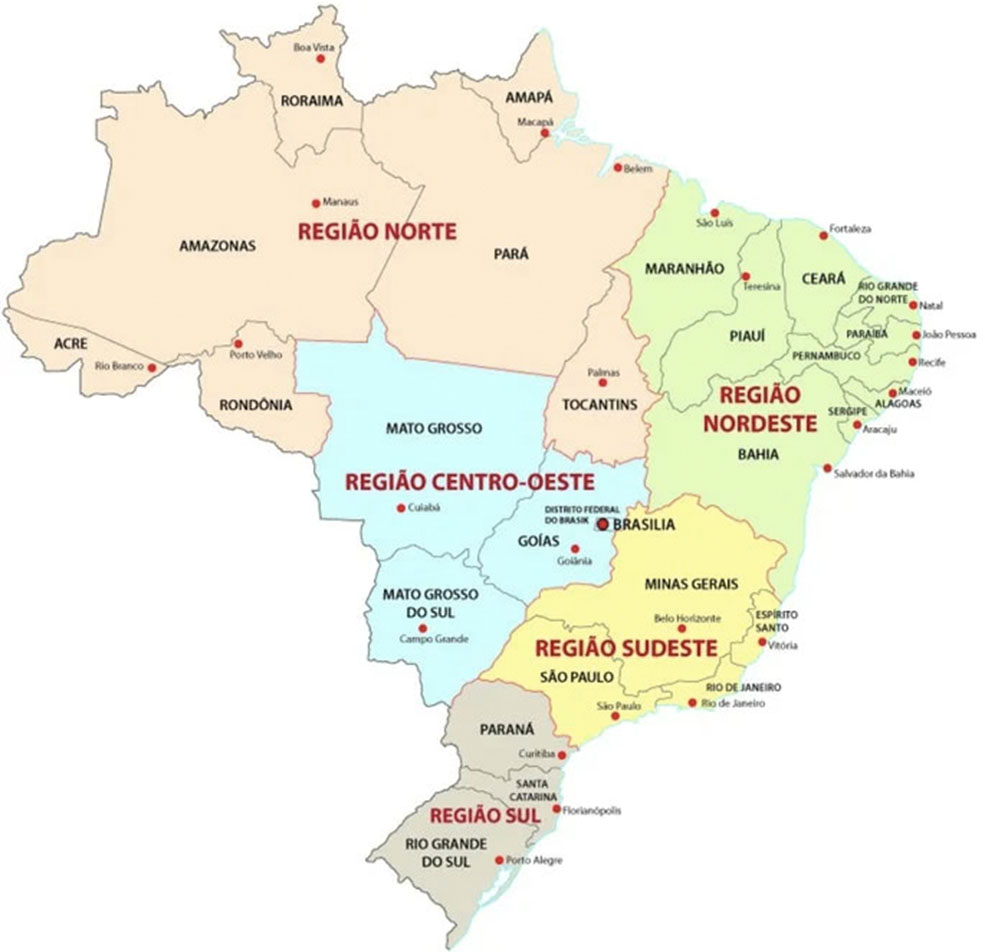 Boa Vista
RORAIMA
AMAPÁ
Macapá
Belem
Manaus
REGIÃO NORTE
AMAZONAS
PARÁ
São Luís
Fortaleza
MARANHÃO
CEARÁ
Teresina
RIO GRANDE
DO NORTE
Natal
PIAUÍ
PARAÍBA
João Pessoa
PERNAMBUCO
Recife
ACRE
Rio Branco
Porto Velho
RONDÔNIA
Palmas
TOCANTINS
REGIÃO
NORDESTE
Maceió
ALAGOAS
SERGIPE
Aracaju
BAHIA
Salvador da Bahia
MATO GROSSO
REGIÃO CENTRO-OESTE
Cuiabá
DISTRITO FEDERAL
DO BRASIK
BRASILIA
GOÍAS
Goiânia
MATO GROSSO
DO SUL
Campo Grande
MINAS GERAIS
Belo Horizonte
ESPÍRITO
SANTO
Vitória
REGIÃO SUDESTE
SÃO PAULO
São Paulo
RIO DE JANEIRO
Rio de Janeiro
PARANÁ
Curitiba
SANTA
CATARINA
Florianópolis
REGIÃO SUL
RIO GRANDE
DO SUL
Porto Alegre